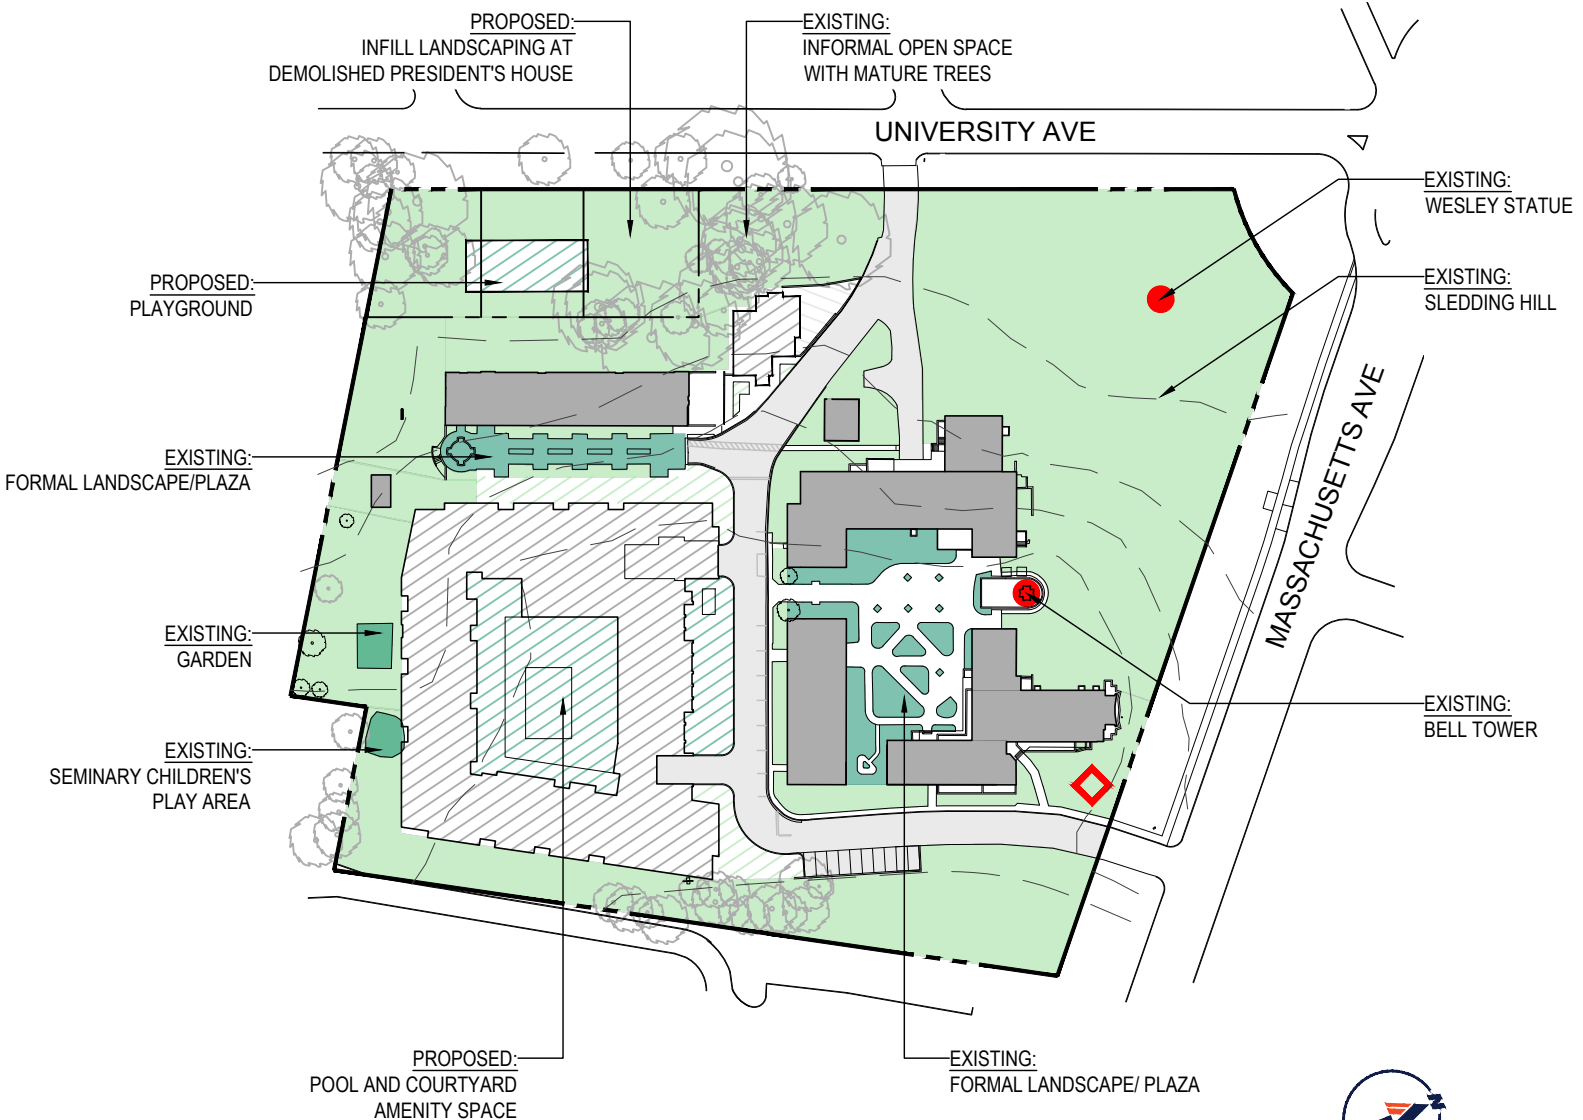 PROPOSED:
INFILL LANDSCAPING AT
DEMOLISHED PRESIDENT'S HOUSE
EXISTING:
INFORMAL OPEN SPACE
WITH MATURE TREES
UNIVERSITY AVE
EXISTING:
WESLEY STATUE
PROPOSED:
PLAYGROUND
EXISTING:
SLEDDING HILL
MASSACHUSETTS AVE
EXISTING:
FORMAL LANDSCAPE/PLAZA
EXISTING:
GARDEN
EXISTING:
BELL TOWER
EXISTING:
SEMINARY CHILDREN'S
PLAY AREA
PROPOSED:
POOL AND COURTYARD
AMENITY SPACE
EXISTING:
FORMAL LANDSCAPE/ PLAZA
N